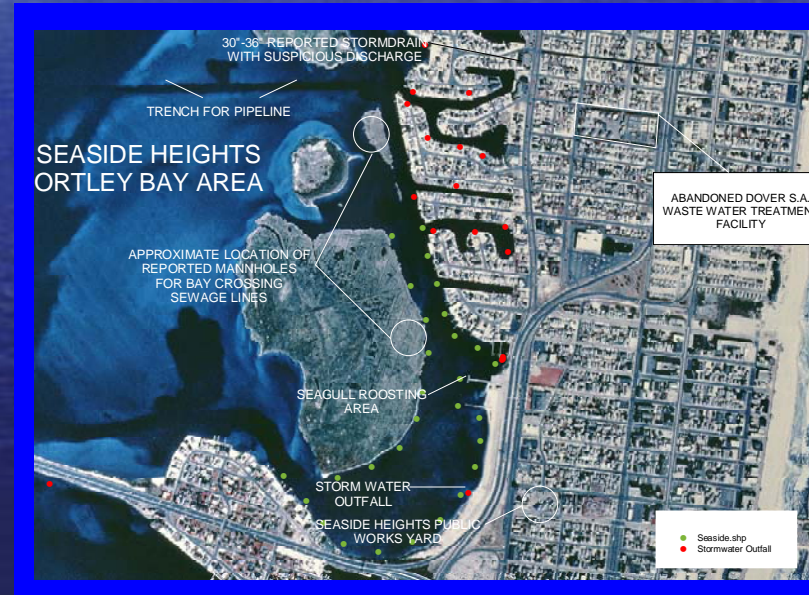 30"-36" REPORTED STORMDRAIN
WITH SUSPICIOUS DISCHARGE
TRENCH FOR PIPELINE
SEASIDE HEIGHTS
ORTLEY BAY AREA
ABANDONED DOVER S.A.
WASTE WATER TREATMEN
FACILITY
APPROXIMATE LOCATION OF
REPORTED MANNHOLES
FOR BAY CROSSING
SEWAGE LINES
SEAGULL ROOSTING
AREA
STORM WATER
OUTFALL
SEASIDE HEIGHTS PUBLIC
WORKS YARD
Seaside.shp
Stormwater Outfall